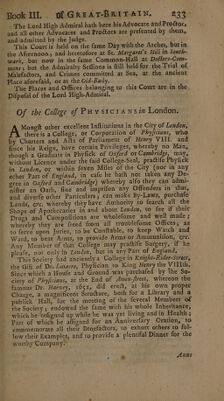 Book III. of GREAT-BRITAIN. 233
The Lord High Admiral hath here his Advocate and Proctor,
and all other Advocates and Proctors are presented by them,
and admitted by the Judge.
This Court is held on the same Day with the Arches, but in
the Afternoon, and heretofore at St. Margaret's Hill in South-
wark, but now in the same Common-Hall at Doctors-Com-
mons; but the Admiralty Sessions is still held for the Trial of
Malefactors, and Crimes committed at Sea, at the ancient
Place aforesaid, or at the Old-Baily.
The Places and Offices belonging to this Court are in the
Disposal of the Lord High-Admiral.
Of the College of PHYSICIANS in London.
AMongst other excellent Institutions in the City of London,
there is a College, or Corporation of Physicians, who
by Charters and Acts of Parliament of Henry VIII. and
since his Reign, have certain Privileges, whereby no Man,
though a Graduate in Physick of Oxford or Cambridge, may,
without Licence under the said College-Seal, practise Physick
in London, or within seven Miles of the City (nor in any
other Part of England, in case he hath not taken any De-
gree in Oxford and Cambridge) whereby also they can admi-
nister an Oath, fine and imprison any Offenders in that,
and diverse other Particulars; can make By-Laws, purchase
Lands, &c. whereby they have Authority to search all the
Shops of Apothecaries in and about London, to see if their
Drugs and Compositions are wholesome and well made;
whereby they are freed from all troublesome Offices; as
to serve upon Juries, to be Constable, to keep Watch and
Ward, to bear Arms, to provide Arms or Ammunition, &c.
Any Member of that College may practise Surgery, if he
please, not only in London, but in any Part of England.
This Society had anciently a College in Knight-Rider-street,
the Gift of Dr. Linacre, Physician to King Henry the VIIIth.
Since which a House and Ground was purchased by the So-
ciety of Physicians, at the End of Amen-street, whereon the
famous Dr. Harvey, 1652, did erect, at his own proper
Charge, a magnificent Structure, both for a Library and a
publick Hall, for the meeting of the several Members of
the Society; endowed the same with his whole Inheritance,
which he resigned up while he was yet living and in Health;
Part of which he assigned for an Anniversary Oration, to
commemorate all their Benefactors, to exhort others to fol-
low their Examples, and to provide a plentiful Dinner for the
worthy Company.